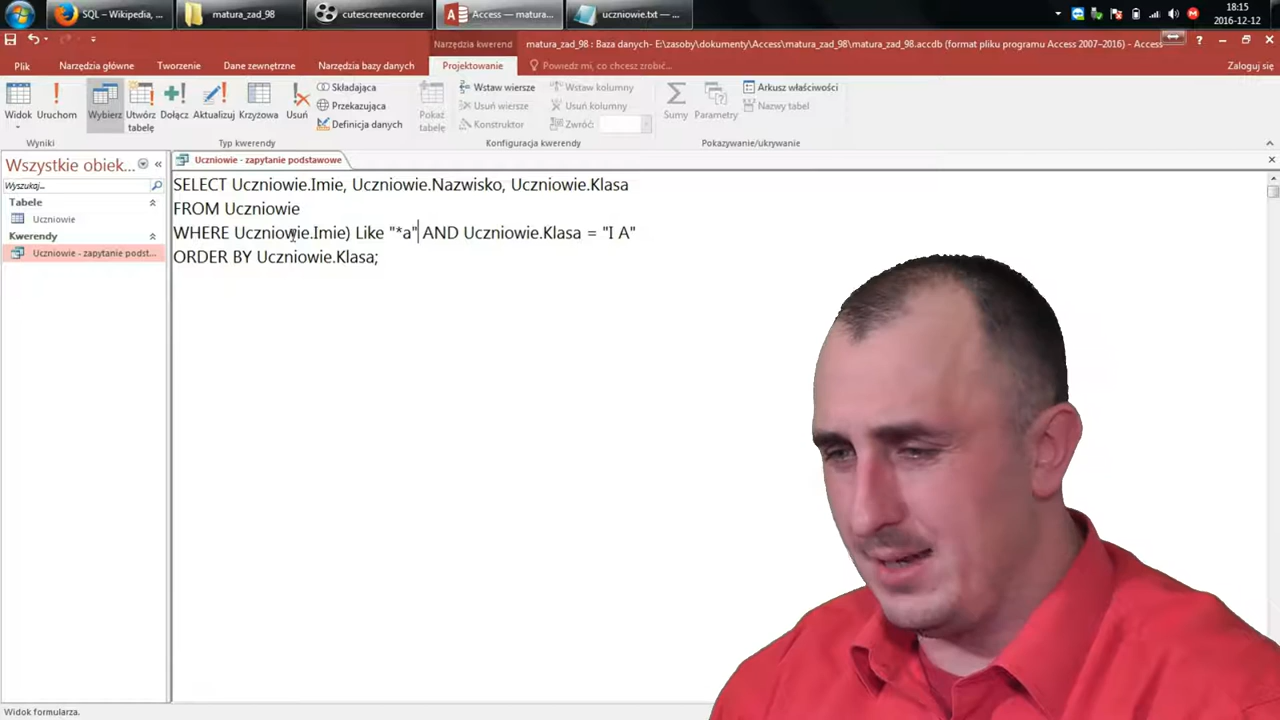 SQL – Wikipedia, ...
matura_zad_98
cutescreenrecorder
Access — matura...
uczniowie.txt — ...
18:15
2016-12-12
Narzędzia kwerend
matura_zad_98 : Baza danych- E:\zasoby\dokumenty\Access\matura_zad_98\matura_zad_98.accdb (format pliku programu Access 2007–2016) - Access
Plik
Narzędzia główne
Tworzenie
Dane zewnętrzne
Narzędzia bazy danych
Projektowanie
Powiedz mi, co chcesz zrobić...
Zaloguj się
Widok
Uruchom
Wybierz
Utwórz tabelę
Dołącz
Aktualizuj
Krzyżowa
Usuń
Składająca
Przekazująca
Definicja danych
Pokaż tabelę
Wstaw wiersze
Usuń wiersze
Konstruktor
Wstaw kolumny
Usuń kolumny
Zwróć:
Sumy
Parametry
Arkusz właściwości
Nazwy tabel
Wyniki
Typ kwerendy
Konfiguracja kwerendy
Pokazywanie/ukrywanie
Wszystkie obiek...
Wyszukaj...
Tabele
Uczniowie
Kwerendy
Uczniowie - zapytanie podst...
Uczniowie - zapytanie podstawowe
SELECT Uczniowie.Imie, Uczniowie.Nazwisko, Uczniowie.Klasa
FROM Uczniowie
WHERE Uczniowie.Imie) Like "*a" AND Uczniowie.Klasa = "I A"
ORDER BY Uczniowie.Klasa;
Widok formularza.